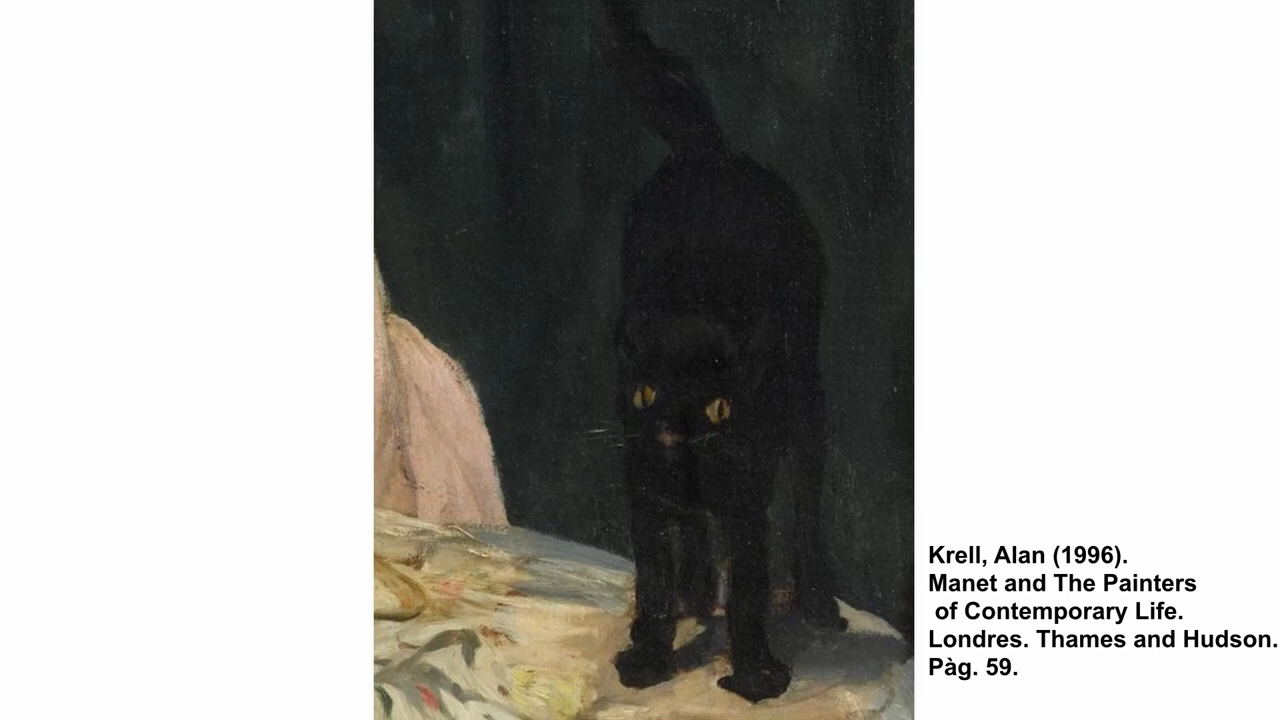 Krell, Alan (1996).
Manet and The Painters
of Contemporary Life.
Londres. Thames and Hudson.
Pàg. 59.